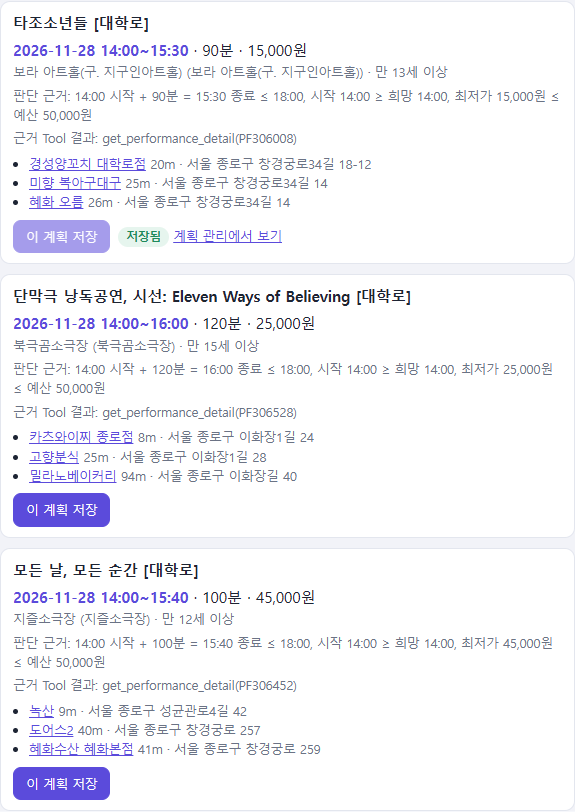 타조소년들 [대학로]
2026-11-28 14:00~15:30 · 90분 · 15,000원
보라 아트홀(구. 지구인아트홀) (보라 아트홀(구. 지구인아트홀)) · 만 13세 이상
판단 근거: 14:00 시작 + 90분 = 15:30 종료 ≤ 18:00, 시작 14:00 ≥ 희망 14:00, 최저가 15,000원 ≤
예산 50,000원
근거 Tool 결과: get_performance_detail(PF306008)
• 경성양꼬치 대학로점 20m · 서울 종로구 창경궁로34길 18-12
• 미향 복아구대구 25m · 서울 종로구 창경궁로34길 14
• 혜화 오름 26m · 서울 종로구 창경궁로34길 14
이 계획 저장 저장됨 계획 관리에서 보기
단막극 낭독공연, 시선: Eleven Ways of Believing [대학로]
2026-11-28 14:00~16:00 · 120분 · 25,000원
북극곰소극장 (북극곰소극장) · 만 15세 이상
판단 근거: 14:00 시작 + 120분 = 16:00 종료 ≤ 18:00, 시작 14:00 ≥ 희망 14:00, 최저가 25,000원
≤ 예산 50,000원
근거 Tool 결과: get_performance_detail(PF306528)
• 카츠와이찌 종로점 8m · 서울 종로구 이화장1길 24
• 고향분식 25m · 서울 종로구 이화장1길 28
• 밀라노베이커리 94m · 서울 종로구 이화장길 40
이 계획 저장
모든 날, 모든 순간 [대학로]
2026-11-28 14:00~15:40 · 100분 · 45,000원
지즐소극장 (지즐소극장) · 만 12세 이상
판단 근거: 14:00 시작 + 100분 = 15:40 종료 ≤ 18:00, 시작 14:00 ≥ 희망 14:00, 최저가 45,000원
≤ 예산 50,000원
근거 Tool 결과: get_performance_detail(PF306452)
• 녹산 9m · 서울 종로구 성균관로4길 42
• 도어스2 40m · 서울 종로구 창경궁로 257
• 혜화수산 혜화본점 41m · 서울 종로구 창경궁로 259
이 계획 저장